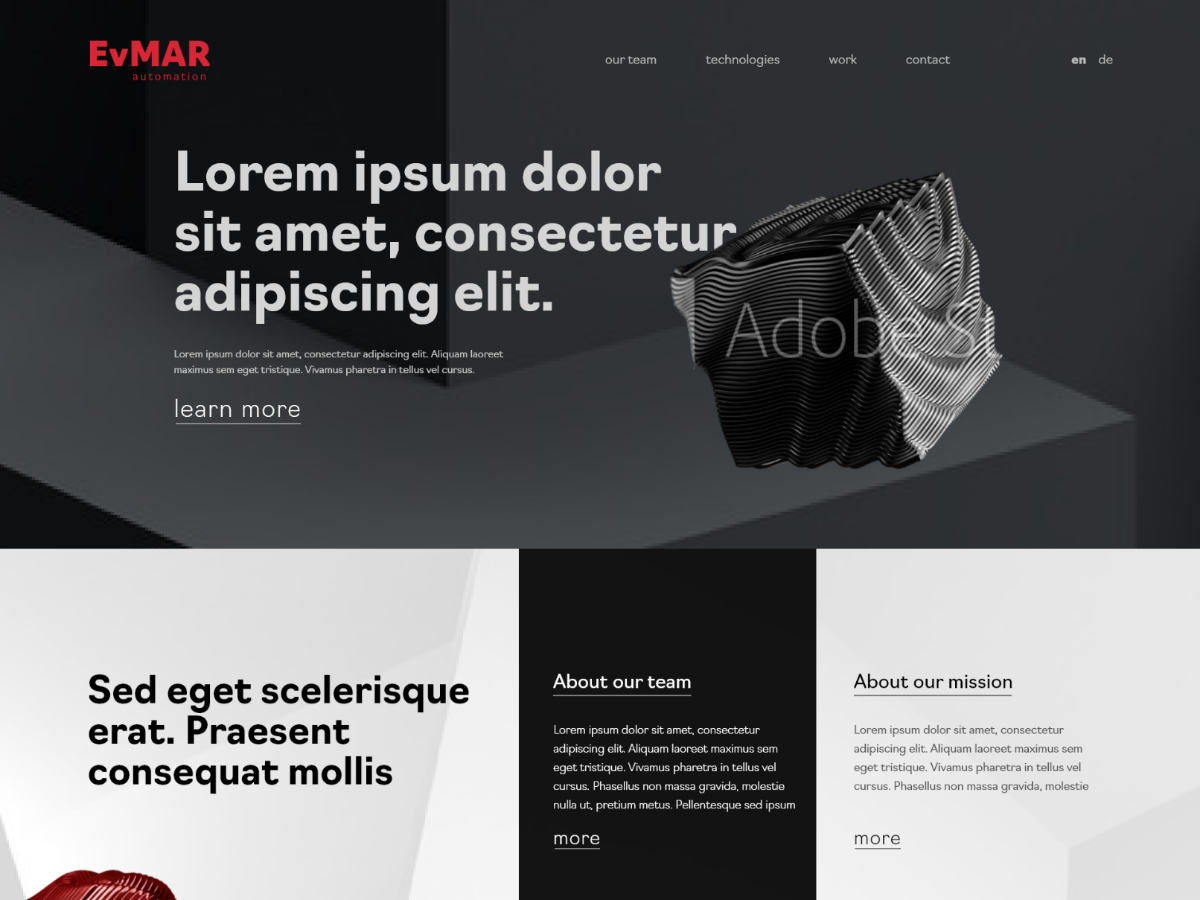 EvMAR
automation
our team
technologies
work
contact
en
de
Lorem ipsum dolor
sit amet, consectetur
adipiscing elit.
Lorem ipsum dolor sit amet, consectetur adipiscing elit. Aliquam laoreet
maximus sem eget tristique. Vivamus pharetra in tellus vel cursus.
learn more
Adobe S
Sed eget scelerisque
erat. Praesent
consequat mollis
About our team
Lorem ipsum dolor sit amet, consectetur
adipiscing elit. Aliquam laoreet maximus sem
eget tristique. Vivamus pharetra in tellus vel
cursus. Phasellus non massa gravida, molestie
nulla ut, pretium metus. Pellentesque sed ipsum
more
About our mission
Lorem ipsum dolor sit amet, consectetur
adipiscing elit. Aliquam laoreet maximus sem
eget tristique. Vivamus pharetra in tellus vel
cursus. Phasellus non massa gravida, molestie
more